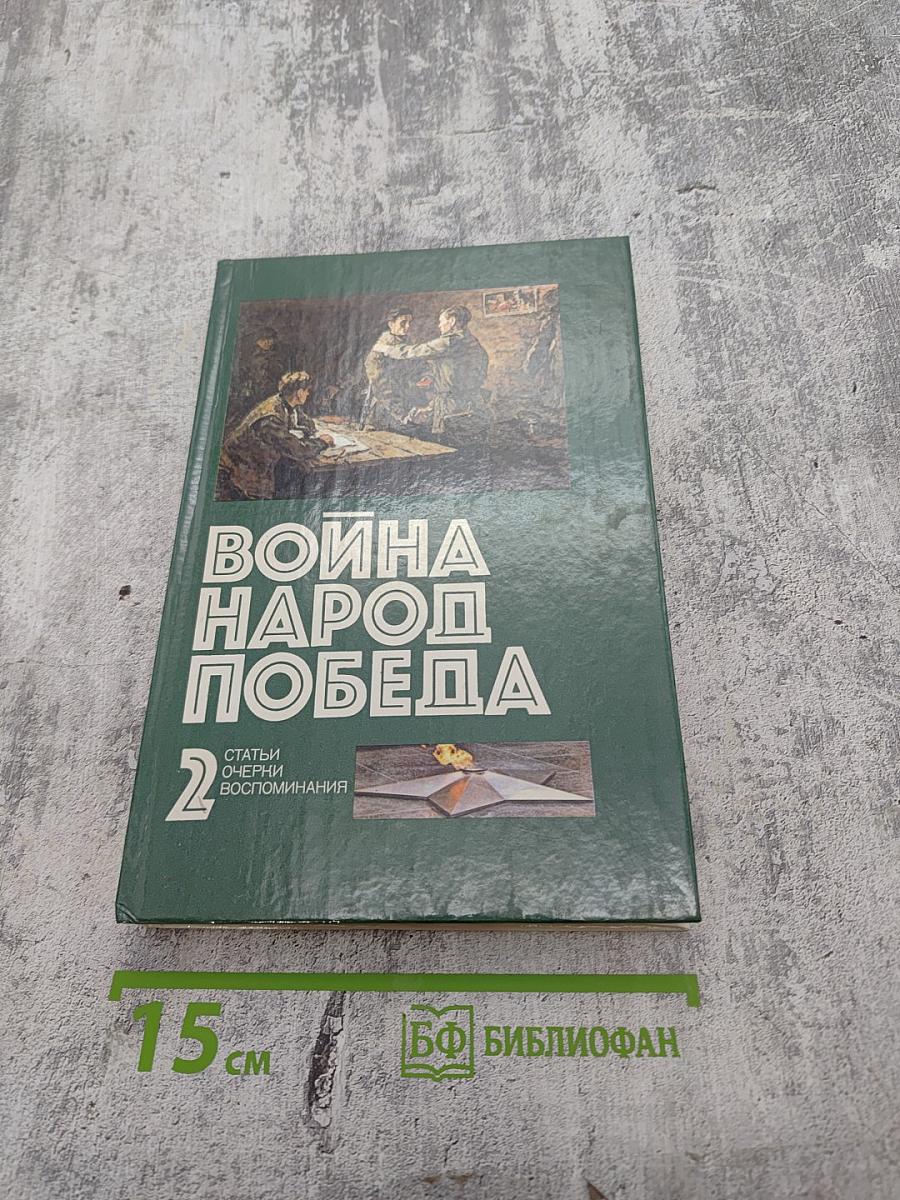 ВОЙНА
НАРОД
ПОБЕДА
2
СТАТЬИ
ОЧЕРКИ
ВОСПОМИНАНИЯ
15 см
БФ БИБЛИОФАН